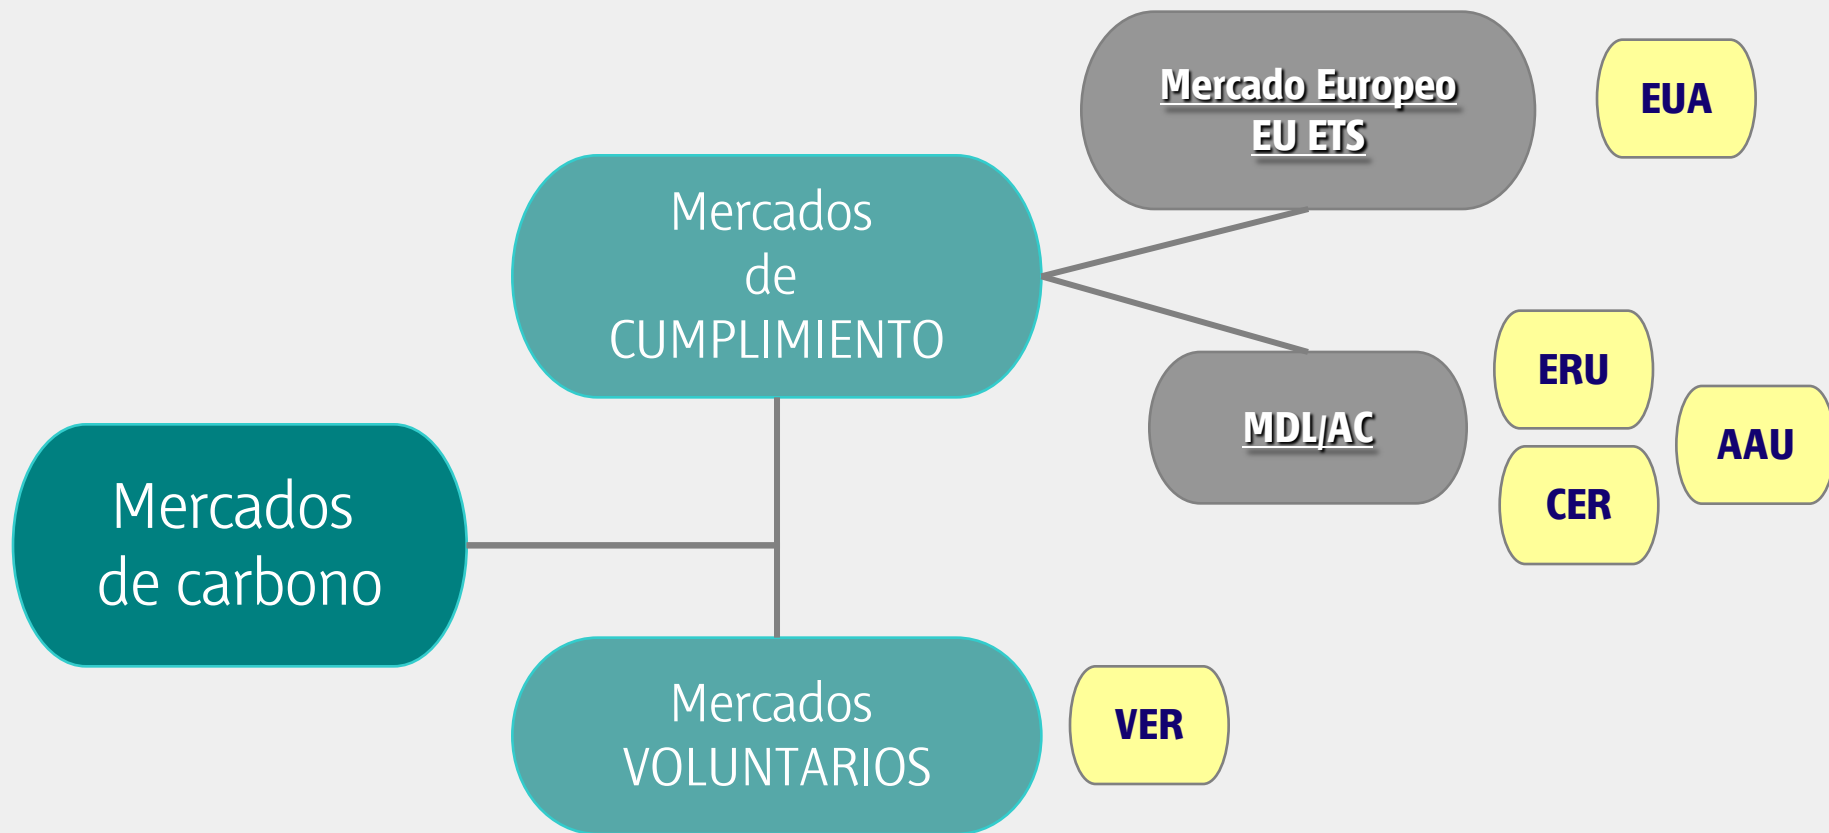 Mercado Europeo
EU ETS
EUA
Mercados
de
CUMPLIMIENTO
ERU
MDL/AC
AAU
CER
Mercados
de carbono
Mercados
VOLUNTARIOS
VER